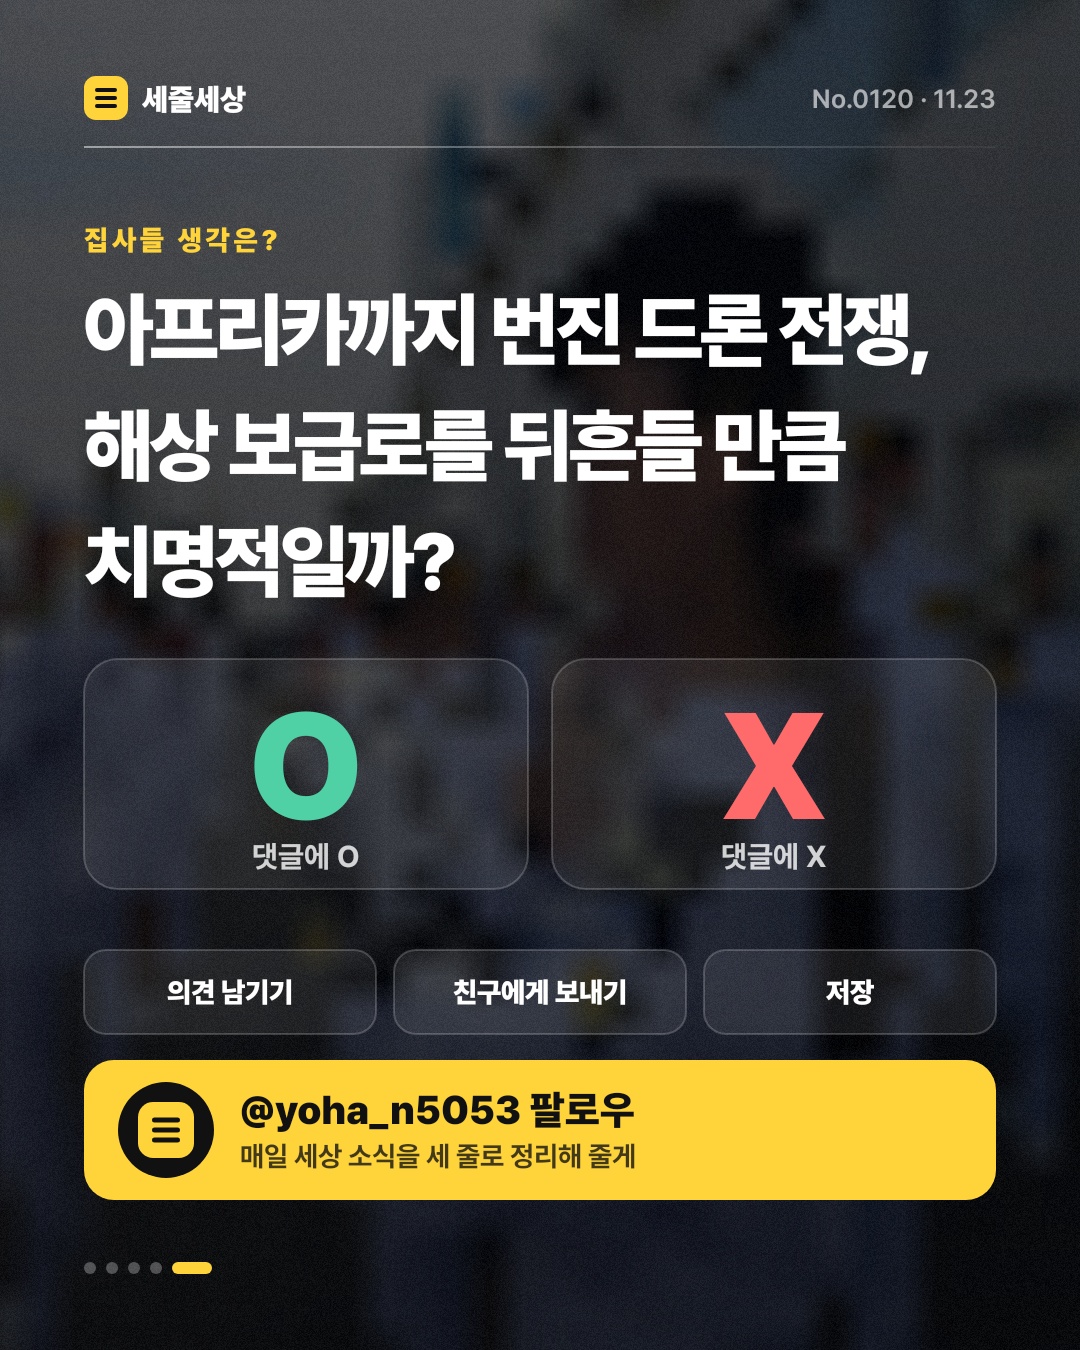 세줄세상
No.0120 · 11.23
집사들 생각은?
아프리카까지 번진 드론 전쟁,
해상 보급로를 뒤흔들 만큼
치명적일까?
O
댓글에 O
X
댓글에 X
의견 남기기
친구에게 보내기
저장
@yoha_n5053 팔로우
매일 세상 소식을 세 줄로 정리해 줄게